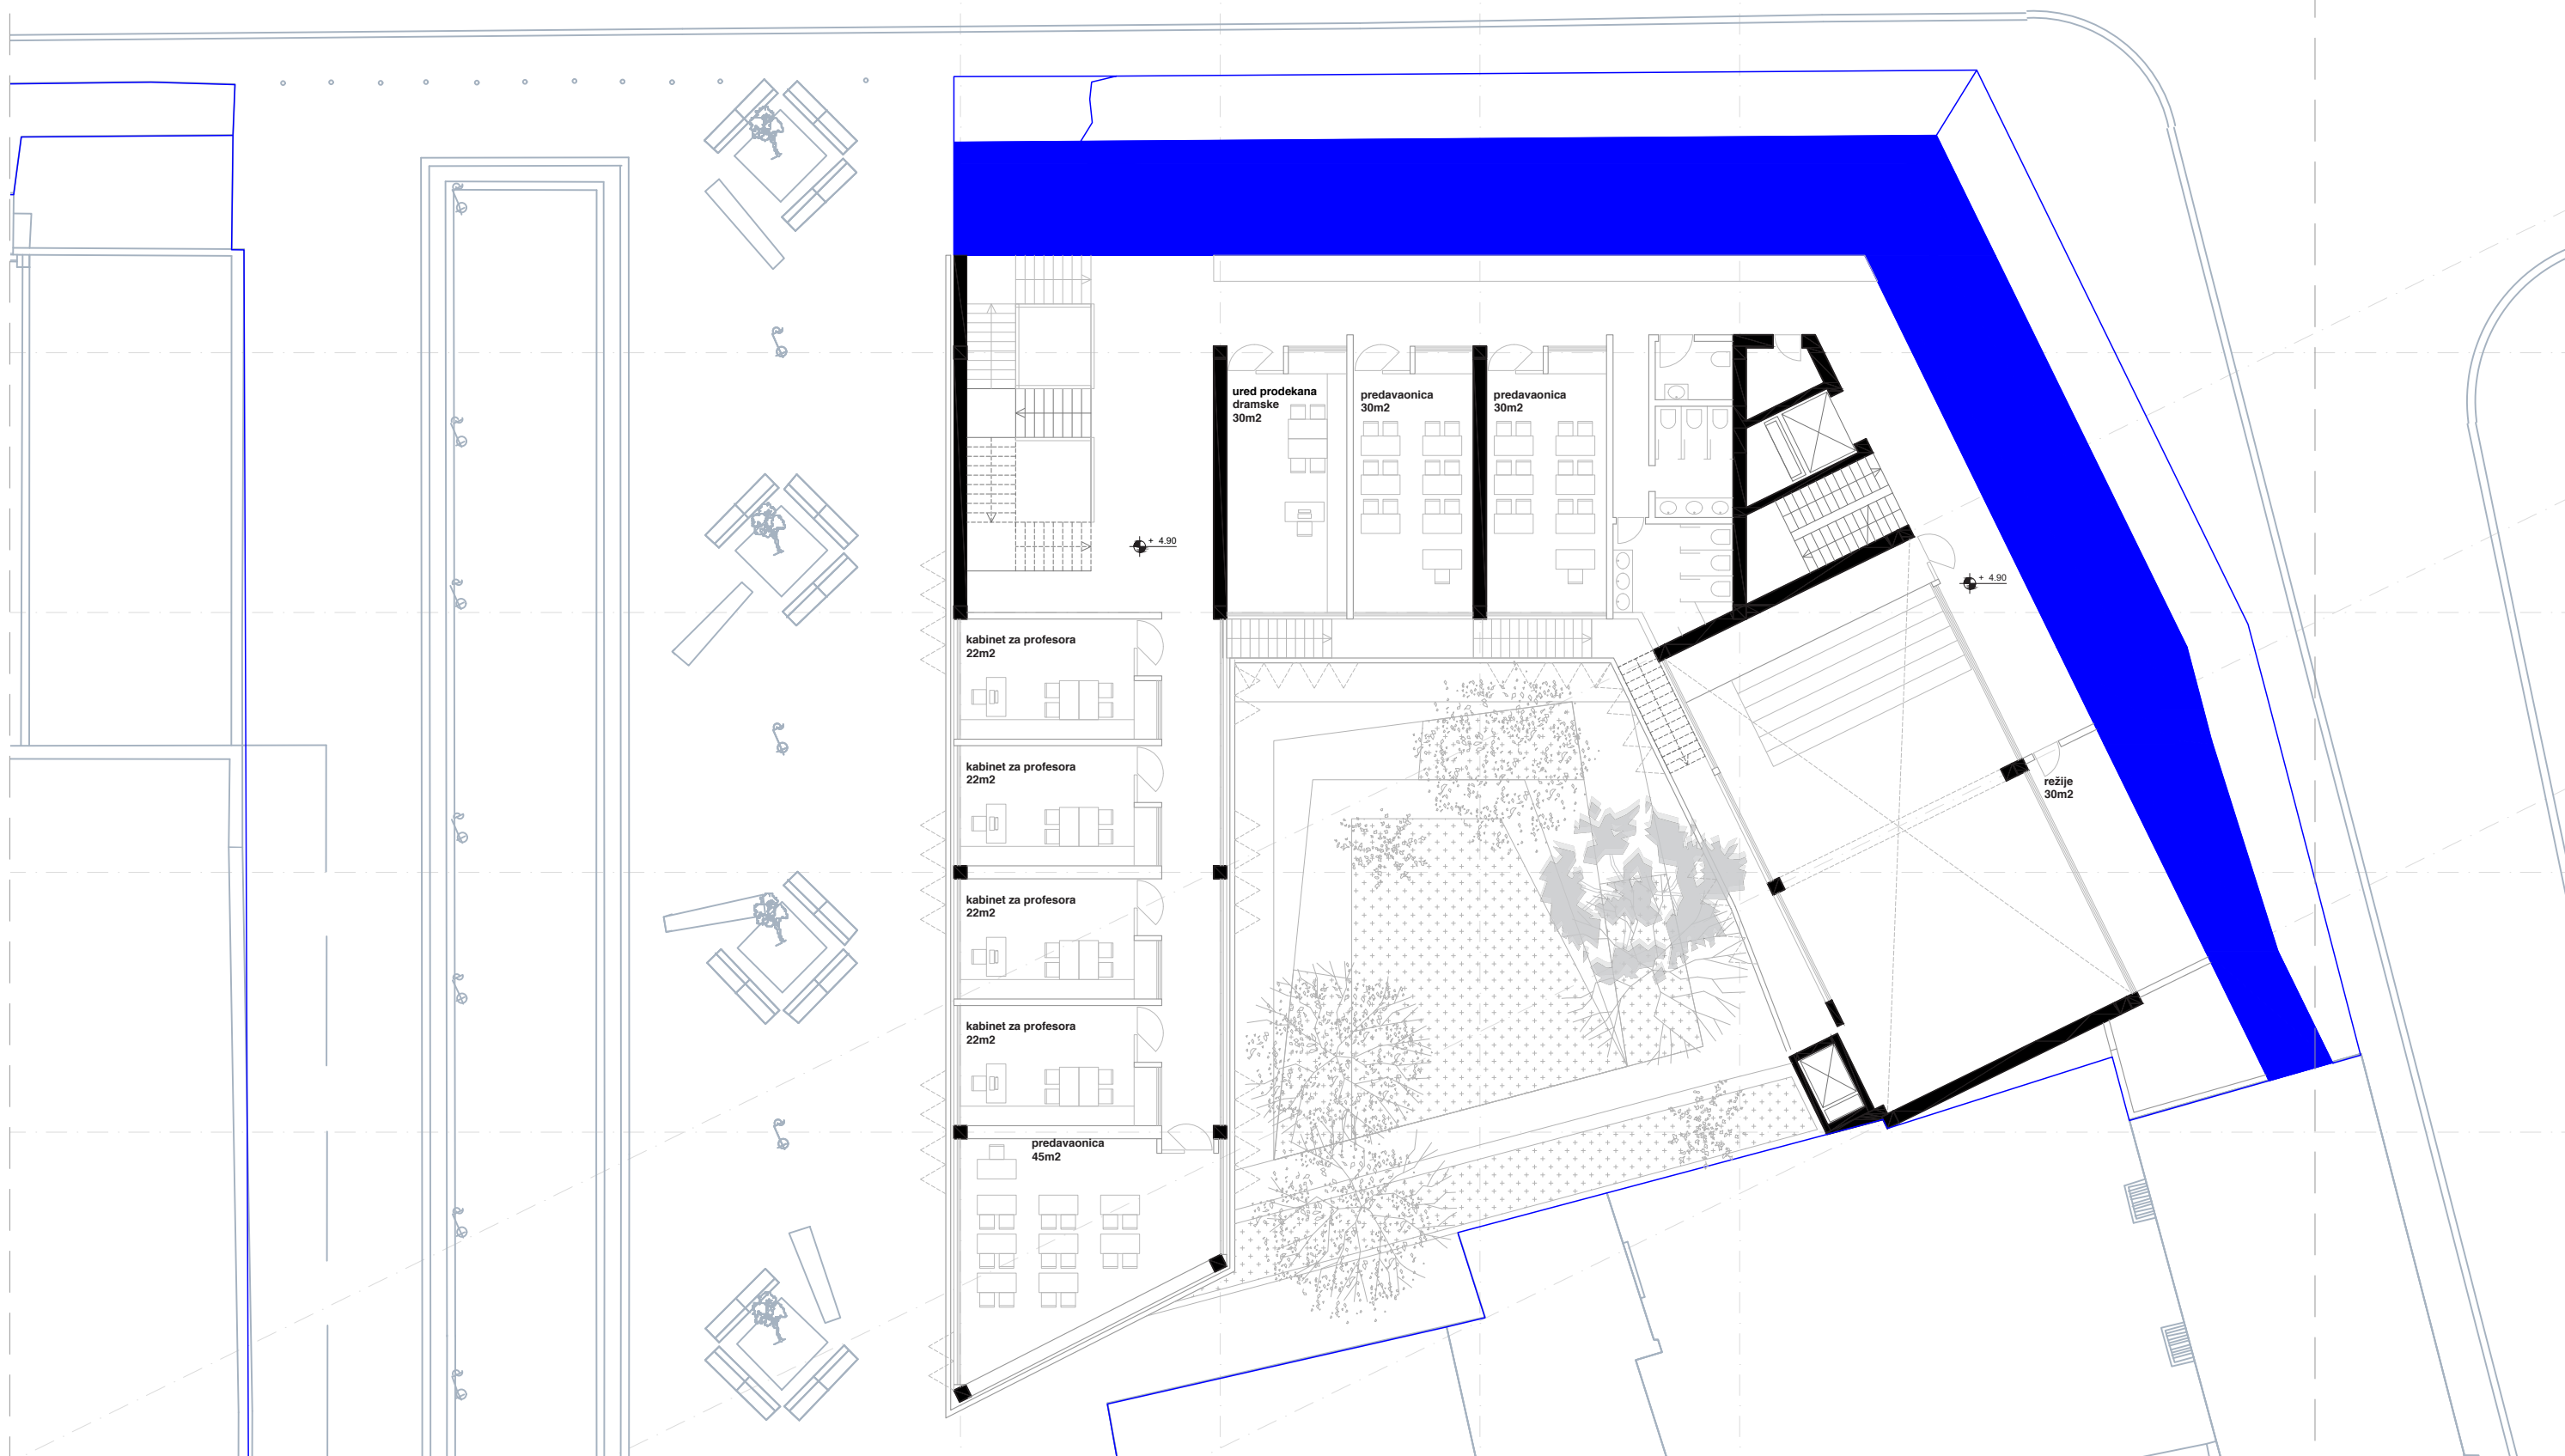 ured prodekana
dramske
30m2
predavaonica
30m2
predavaonica
30m2
+ 4.90
+ 4.90
kabinet za profesora
22m2
kabinet za profesora
22m2
režije
30m2
kabinet za profesora
22m2
kabinet za profesora
22m2
predavaonica
45m2